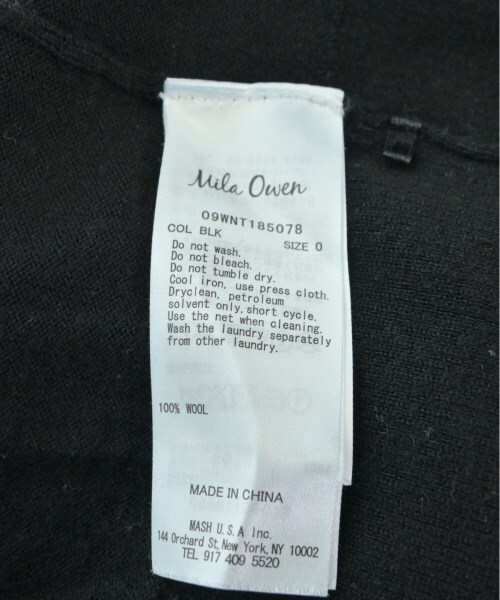 Mila Owen
09WNT185078
COL BLK SIZE 0
Do not wash.
Do not bleach.
Do not tumble dry.
Cool iron, use press cloth.
Dryclean, petroleum
solvent only,short cycle.
Use the net when cleaning.
Wash the laundry separately
from other laundry.
100% WOOL
MADE IN CHINA
MASH U.S.A Inc.
144 Orchard St,New York,NY 10002
TEL 917 409 5520